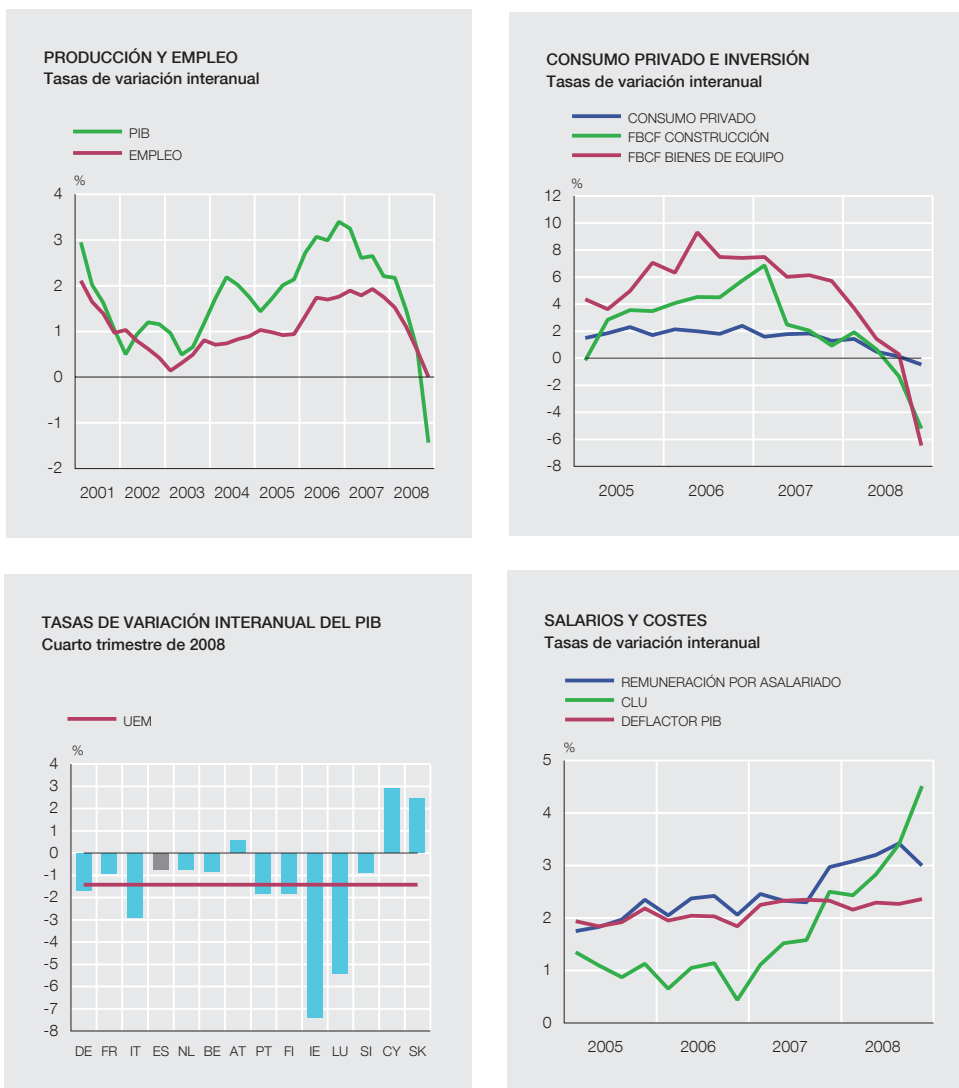 PRODUCCIÓN Y EMPLEO
Tasas de variación interanual
PIB
EMPLEO
%
4
3
2
1
0
-1
-2
2001 2002 2003 2004 2005 2006 2007 2008
CONSUMO PRIVADO E INVERSIÓN
Tasas de variación interanual
CONSUMO PRIVADO
FBCF CONSTRUCCIÓN
FBCF BIENES DE EQUIPO
%
12
10
8
6
4
2
0
-2
-4
-6
-8
2005 2006 2007 2008
TASAS DE VARIACIÓN INTERANUAL DEL PIB
Cuarto trimestre de 2008
UEM
%
4
3
2
1
0
-1
-2
-3
-4
-5
-6
-7
-8
DE FR IT ES NL BE AT PT FI IE LU SI CY SK
SALARIOS Y COSTES
Tasas de variación interanual
REMUNERACIÓN POR ASALARIADO
CLU
DEFLACTOR PIB
%
5
4
3
2
1
0
2005 2006 2007 2008